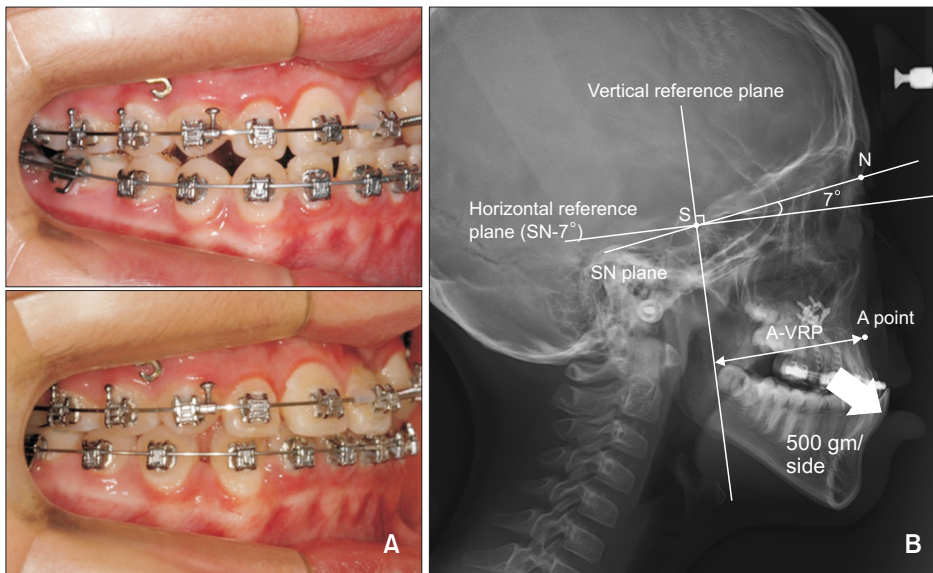 Vertical reference plane
N
7°
S
Horizontal reference
plane (SN-7°)
SN plane
A point
A-VRP
500 gm/
side
A
B